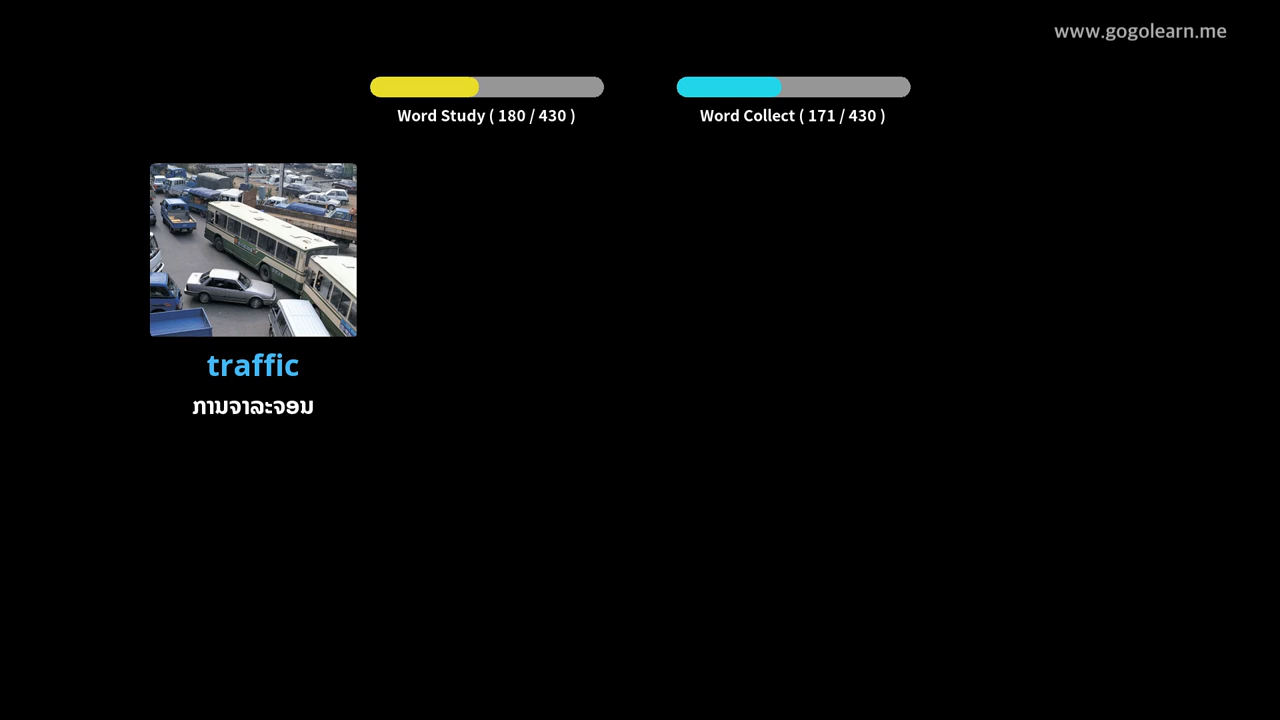 www.gogolearn.me
Word Study ( 180 / 430 )
Word Collect ( 171 / 430 )
traffic
ການຈາລະຈອນ